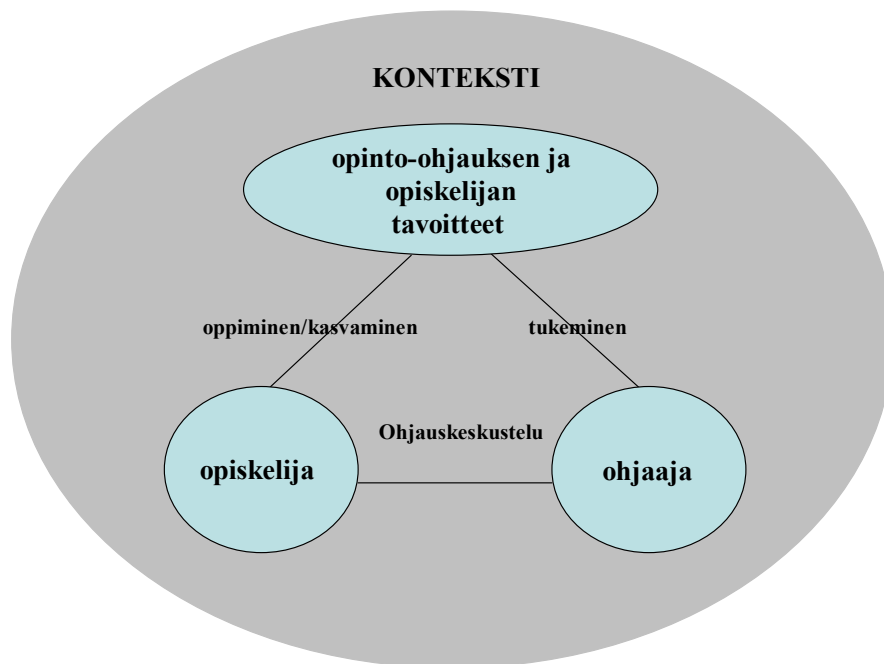 KONTEKSTI
opinto-ohjauksen ja
opiskelijan
tavoitteet
oppiminen/kasvaminen
tukeminen
Ohjauskeskustelu
opiskelija
ohjaaja